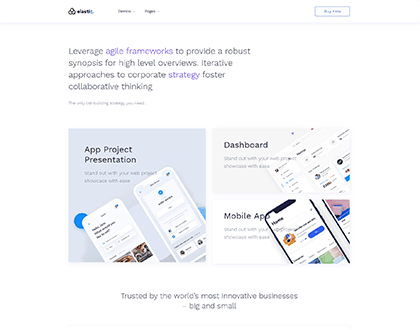 elastic.
Demos
Pages
Buy now
Leverage agile frameworks to provide a robust
synopsis for high level overviews. Iterative
approaches to corporate strategy foster
collaborative thinking
The only site building strategy you need.
App Project
Presentation
Stand out with your web project
showcase with ease
Dashboard
Stand out with your web project
showcase with ease
Mobile App
Stand out with your web project
showcase with ease
Home
Trusted by the world's most innovative businesses
– big and small